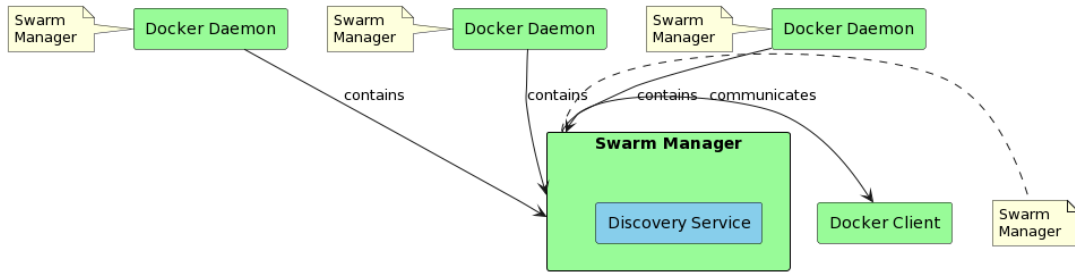 Swarm
Manager
Docker Daemon
Swarm
Manager
Docker Daemon
Swarm
Manager
Docker Daemon
contains
contains
contains
communicates
Swarm Manager
Discovery Service
Docker Client
Swarm
Manager